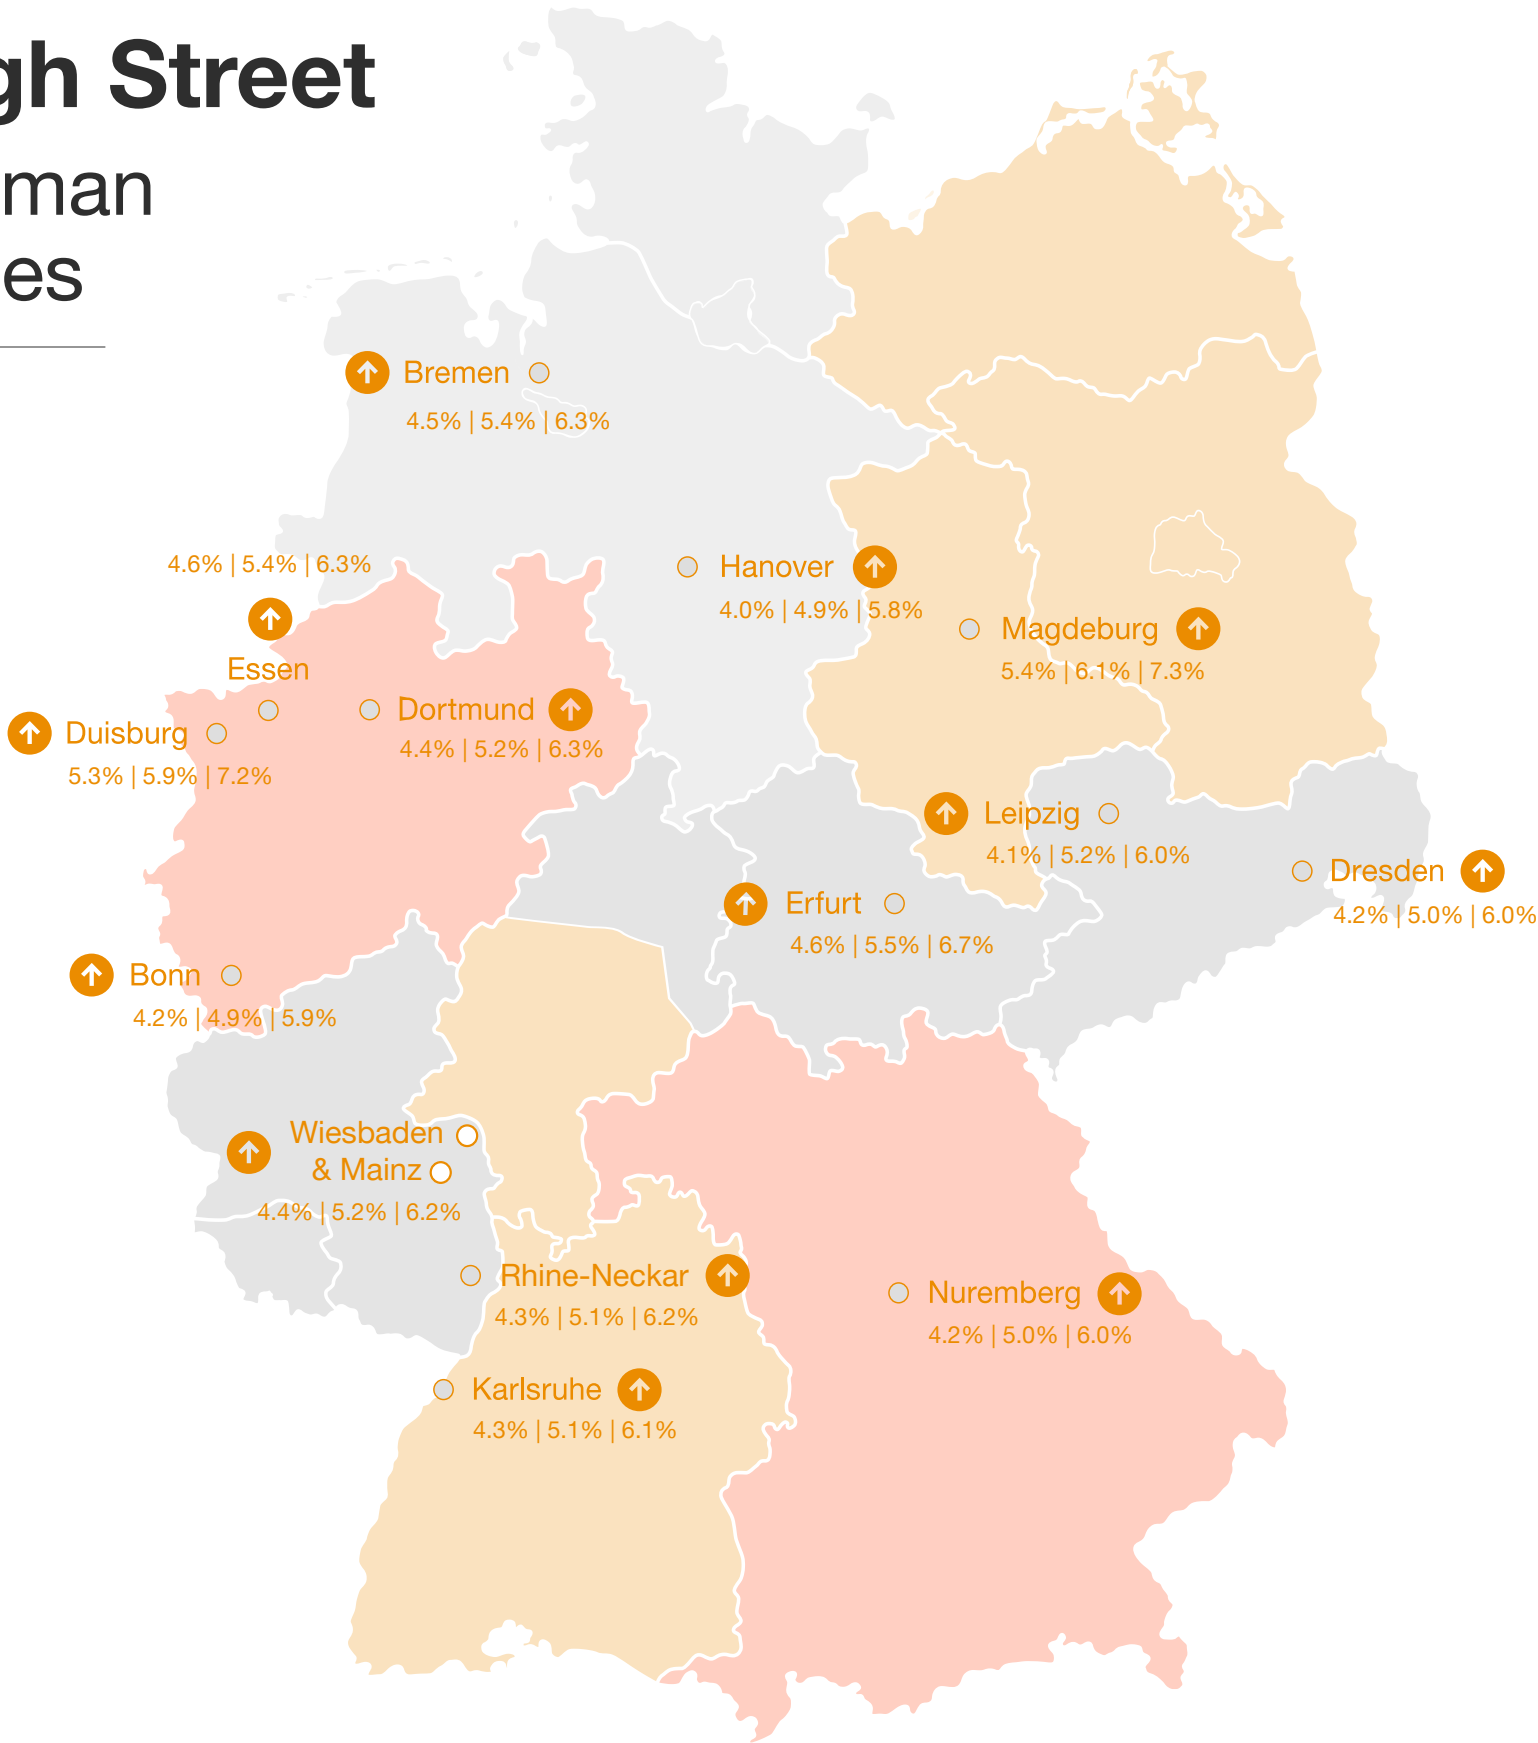 gh Street
man
es
Bremen
4.5% | 5.4% | 6.3%
4.6% | 5.4% | 6.3%
Essen
Hanover
4.0% | 4.9% | 5.8%
Magdeburg
5.4% | 6.1% | 7.3%
Dortmund
4.4% | 5.2% | 6.3%
Duisburg
5.3% | 5.9% | 7.2%
Leipzig
4.1% | 5.2% | 6.0%
Dresden
4.2% | 5.0% | 6.0%
Erfurt
4.6% | 5.5% | 6.7%
Bonn
4.2% | 4.9% | 5.9%
Wiesbaden
& Mainz
4.4% | 5.2% | 6.2%
Rhine-Neckar
4.3% | 5.1% | 6.2%
Nuremberg
4.2% | 5.0% | 6.0%
Karlsruhe
4.3% | 5.1% | 6.1%